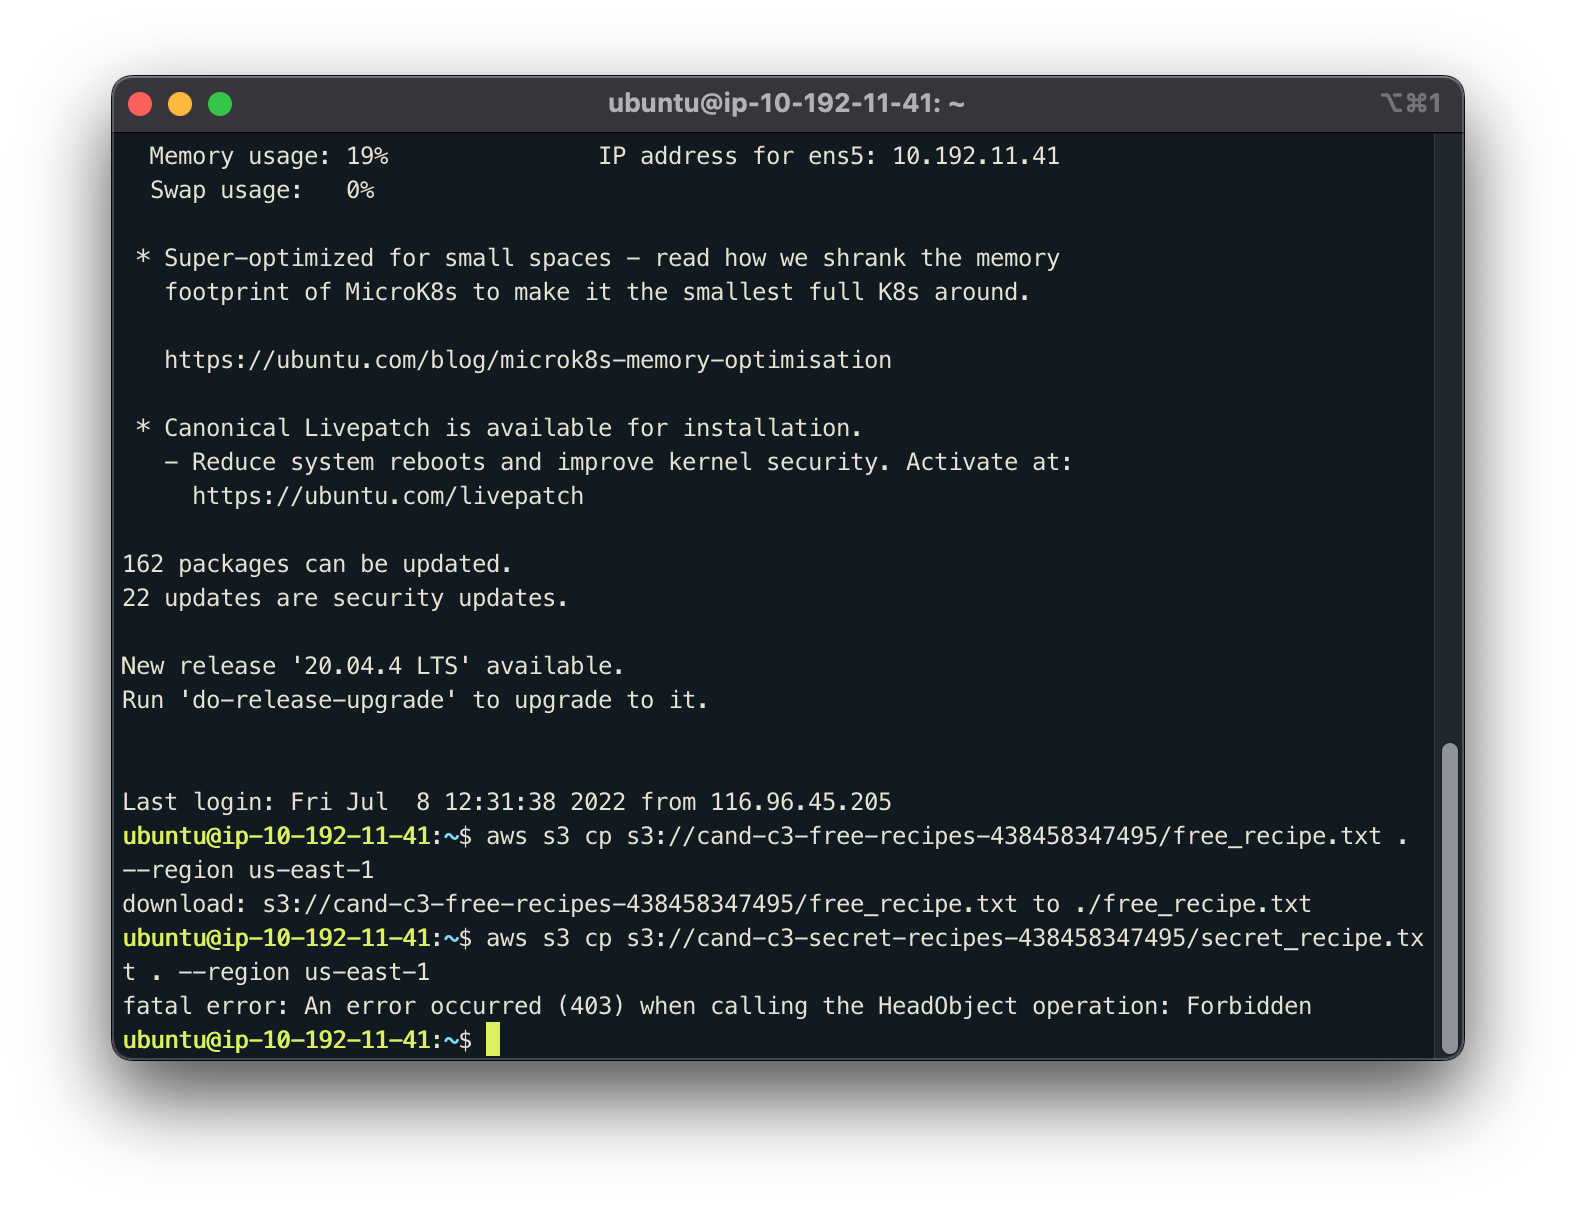 ubuntu@ip-10-192-11-41: ~
⌥⌘1
Memory usage: 19%               IP address for ens5: 10.192.11.41
Swap usage:   0%
* Super-optimized for small spaces - read how we shrank the memory
footprint of MicroK8s to make it the smallest full K8s around.
https://ubuntu.com/blog/microk8s-memory-optimisation
* Canonical Livepatch is available for installation.
- Reduce system reboots and improve kernel security. Activate at:
https://ubuntu.com/livepatch
162 packages can be updated.
22 updates are security updates.
New release '20.04.4 LTS' available.
Run 'do-release-upgrade' to upgrade to it.
Last login: Fri Jul  8 12:31:38 2022 from 116.96.45.205
ubuntu@ip-10-192-11-41:~$ aws s3 cp s3://cand-c3-free-recipes-438458347495/free_recipe.txt .
--region us-east-1
download: s3://cand-c3-free-recipes-438458347495/free_recipe.txt to ./free_recipe.txt
ubuntu@ip-10-192-11-41:~$ aws s3 cp s3://cand-c3-secret-recipes-438458347495/secret_recipe.tx
t . --region us-east-1
fatal error: An error occurred (403) when calling the HeadObject operation: Forbidden
ubuntu@ip-10-192-11-41:~$